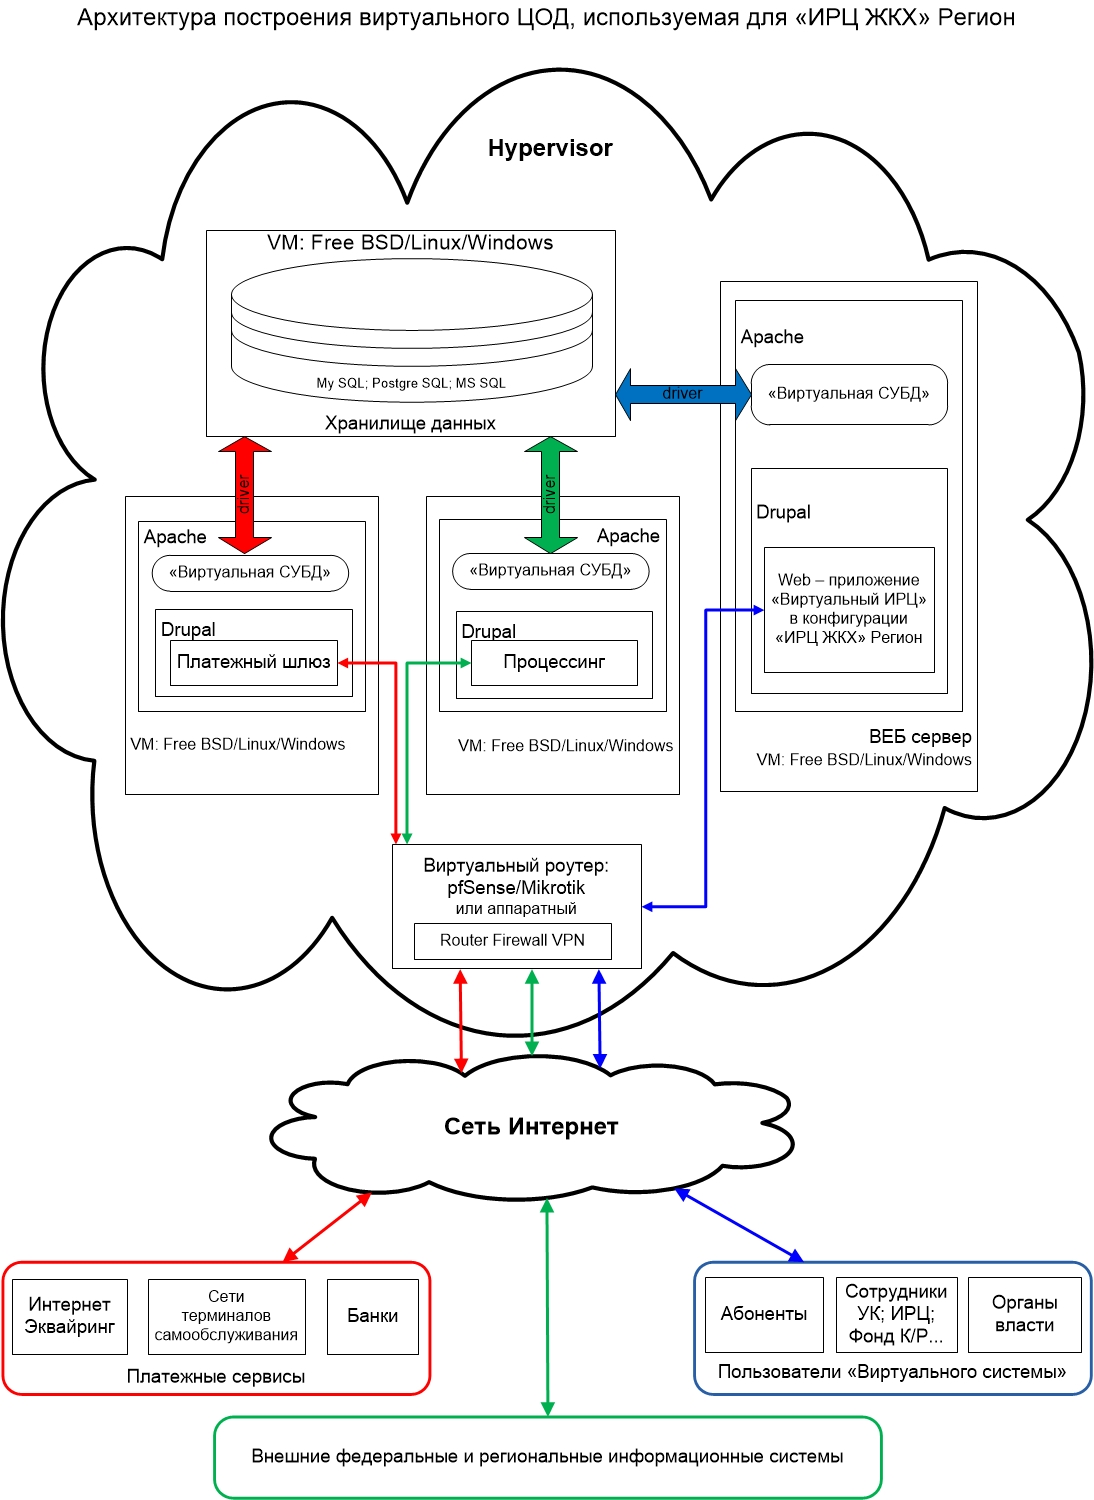 Архитектура построения виртуального ЦОД, используемая для «ИРЦ ЖКХ» Регион
Hypervisor
VM: Free BSD/Linux/Windows
My SQL; Postgre SQL; MS SQL
Хранилище данных
driver
driver
driver
Apache
«Виртуальная СУБД»
Drupal
Платежный шлюз
VM: Free BSD/Linux/Windows
Apache
«Виртуальная СУБД»
Drupal
Процессинг
VM: Free BSD/Linux/Windows
Apache
«Виртуальная СУБД»
Drupal
Web – приложение
«Виртуальный ИРЦ»
в конфигурации
«ИРЦ ЖКХ» Регион
ВЕБ сервер
VM: Free BSD/Linux/Windows
Виртуальный роутер:
pfSense/Mikrotik
или аппаратный
Router Firewall VPN
Сеть Интернет
Интернет
Эквайринг
Сети
терминалов
самообслуживания
Банки
Платежные сервисы
Абоненты
Сотрудники
УК; ИРЦ;
Фонд К/Р...
Органы
власти
Пользователи «Виртуального системы»
Внешние федеральные и региональные информационные системы